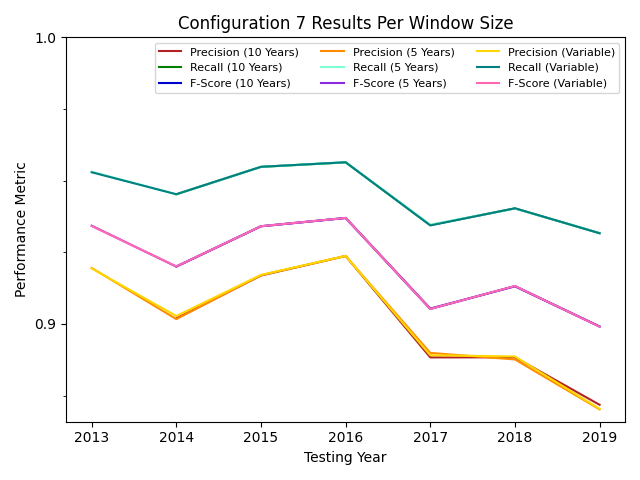 Configuration 7 Results Per Window Size
1.0
Precision (10 Years)
Recall (10 Years)
F-Score (10 Years)
Precision (5 Years)
Recall (5 Years)
F-Score (5 Years)
Precision (Variable)
Recall (Variable)
F-Score (Variable)
Performance Metric
0.9
2013 2014 2015 2016 2017 2018 2019
Testing Year